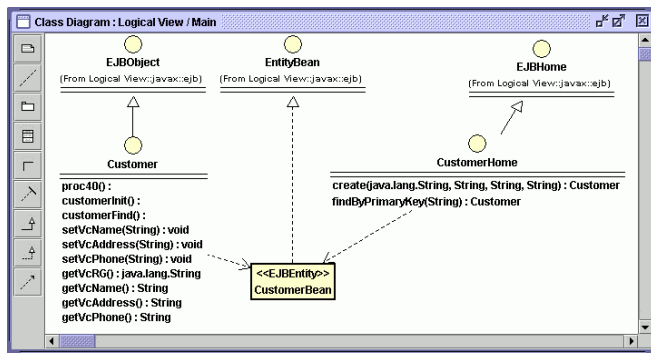 Class Diagram : Logical View / Main
EJBObject
(From Logical View::javax::ejb)
EntityBean
(From Logical View::javax::ejb)
EJBHome
(From Logical View::javax::ejb)
Customer
proc40() :
customerInit() :
customerFind() :
setVcName(String) : void
setVcAddress(String) : void
setVcPhone(String) : void
getVcRG() : java.lang.String
getVcName() : String
getVcAddress() : String
getVcPhone() : String
CustomerHome
create(java.lang.String, String, String, String) : Customer
findByPrimaryKey(String) : Customer
<<EJBEntity>>
CustomerBean